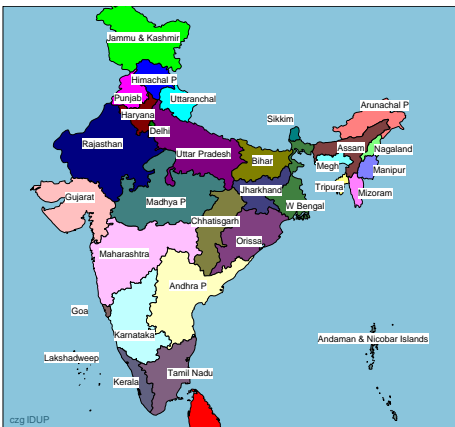 Jammu & Kashmir
Himachal P
Punjab
Uttaranchal
Haryana
Delhi
Arunachal P
Sikkim
Rajasthan
Assam
Nagaland
Uttar Pradesh
Bihar
Megh
Manipur
Tripura
Jharkhand
Mizoram
Gujarat
Madhya P
W Bengal
Chhatisgarh
Orissa
Maharashtra
Andhra P
Goa
Karnataka
Andaman & Nicobar Islands
Lakshadweep
Tamil Nadu
Kerala
czg IDUP